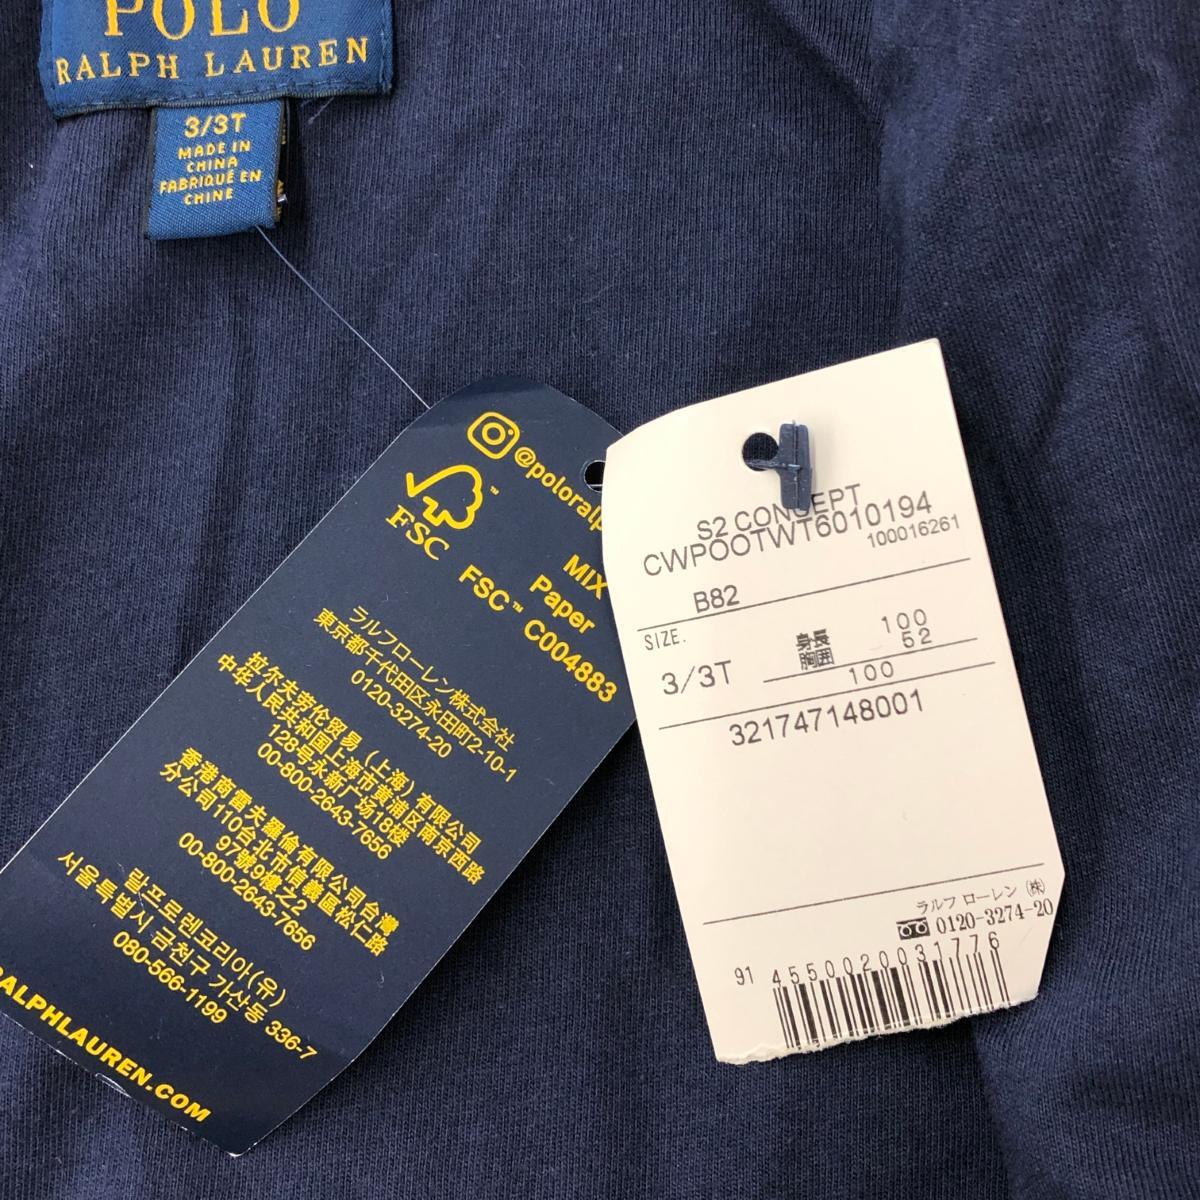 POLO
RALPH LAUREN
3/3T
MADE IN
CHINA
FABRIQUÉ EN
CHINE
@poloralp
FSC
MIX
Paper
FSC™ C004883
ラルフローレン株式会社
東京都千代田区永田町2-10-1
0120-3274-20
拉尔夫劳伦贸易（上海）有限公司
中华人民共和国上海市黄浦区南京西路
128号永新广场18楼
00-800-2643-7656
香港商雷夫羅倫有限公司台灣
分公司110台北市信義區松仁路
97號9樓之2
00-800-2643-7656
랄프로렌코리아(유)
서울특별시 금천구 가산동 336-7
080-566-1199
RALPHLAUREN.COM
S2 CONCEPT
CWPOOTWT6010194
100016261
B82
SIZE.
3/3T
身長 100
胸囲 52
100
321747148001
ラルフ ローレン ㈱
0120-3274-20
91 4550020031776